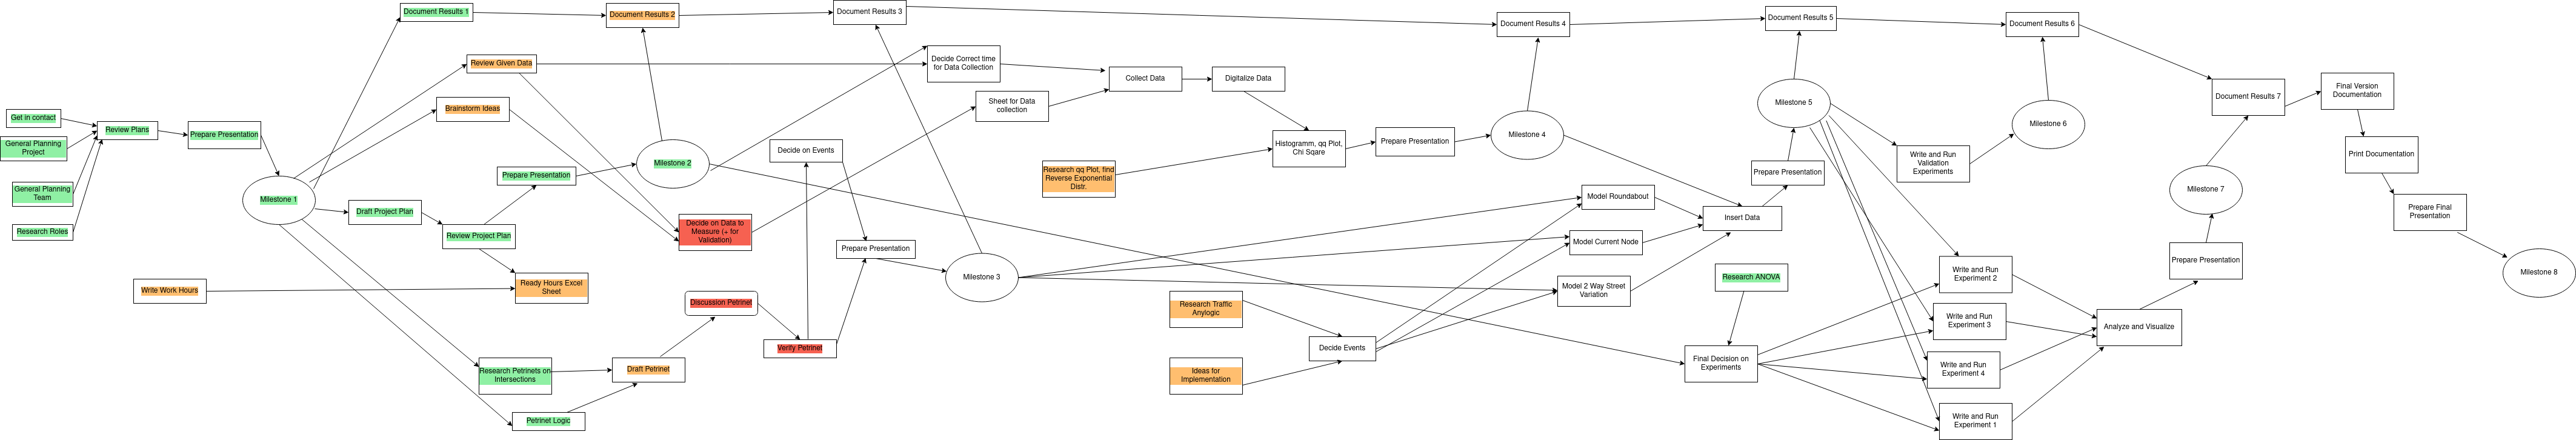 Document Results 1
Document Results 2
Document Results 3
Document Results 4
Document Results 5
Document Results 6
Review Given Data
Decide Correct time
for Data Collection
Collect Data
Digitalize Data
Document Results 7
Final Version
Documentation
Brainstorm Ideas
Sheet for Data
collection
Milestone 5
Get in contact
Review Plans
Prepare Presentation
General Planning
Project
Milestone 4
Milestone 6
Histogramm, qq Plot,
Chi Sqare
Prepare Presentation
Decide on Events
Milestone 2
Prepare Presentation
Research qq Plot, find
Reverse Exponential
Distr.
Write and Run
Validation
Experiments
Print Documentation
Prepare Presentation
General Planning
Team
Milestone 1
Draft Project Plan
Model Roundabout
Milestone 7
Insert Data
Prepare Final
Presentation
Research Roles
Review Project Plan
Decide on Data to
Measure (+ for
Validation)
Prepare Presentation
Model Current Node
Prepare Presentation
Milestone 3
Milestone 8
Write Work Hours
Ready Hours Excel
Sheet
Research ANOVA
Write and Run
Experiment 2
Model 2 Way Street
Variation
Discussion Petrinet
Research Traffic
Anylogic
Write and Run
Experiment 3
Analyze and Visualize
Verify Petrinet
Decide Events
Final Decision on
Experiments
Research Petrinets on
Intersections
Draft Petrinet
Ideas for
Implementation
Write and Run
Experiment 4
Petrinet Logic
Write and Run
Experiment 1